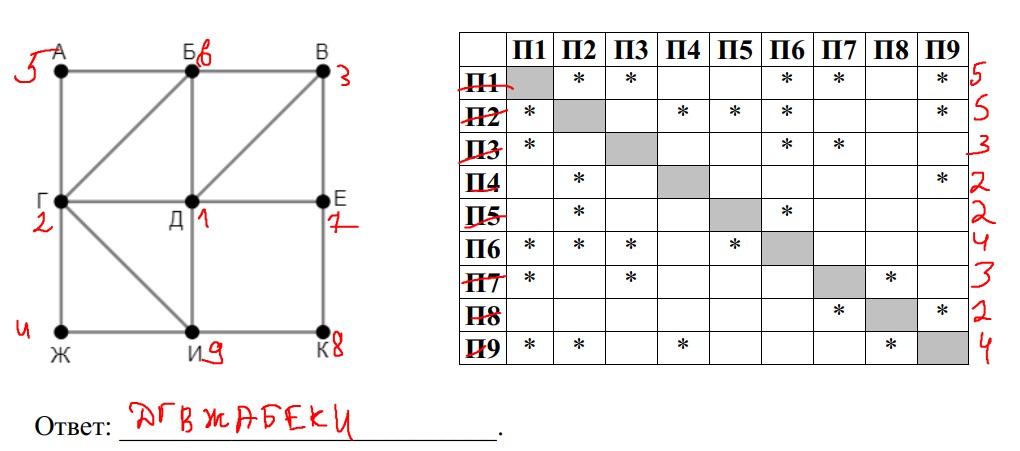 5 А Б 6 В 3
Г 2 Д 1 Е 7
4 Ж И 9 К 8
П1 П2 П3 П4 П5 П6 П7 П8 П9
П1 * * * * * 5
П2 * * * * * 5
П3 * * * 3
П4 * * 2
П5 * * 2
П6 * * * * 4
П7 * * * 3
П8 * * 2
П9 * * * * 4
Ответ: ДГВЖАБЕКИ.